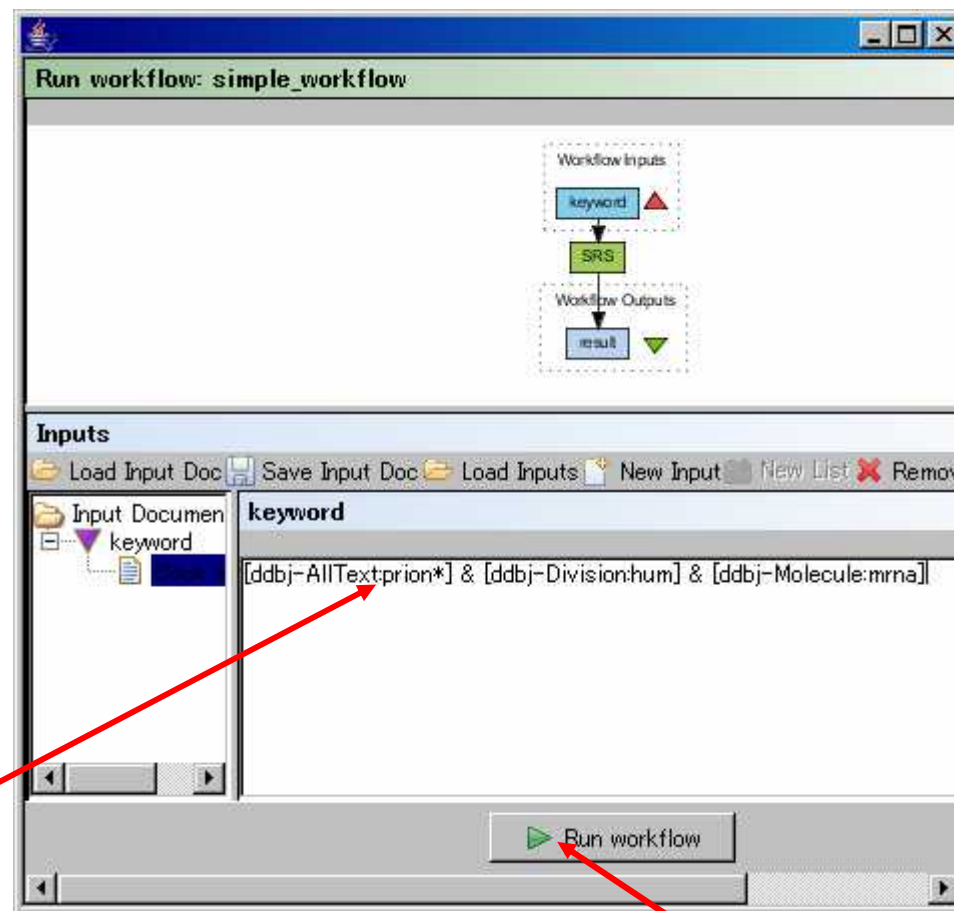 Run workflow: simple_workflow
Workflow Inputs
keyword
SRS
Workflow Outputs
result
Inputs
Load Input Doc Save Input Doc Load Inputs New Input New List Remov
Input Documen
keyword
keyword
[ddbj-AllText:prion*] & [ddbj-Division:hum] & [ddbj-Molecule:mrna]
Run workflow